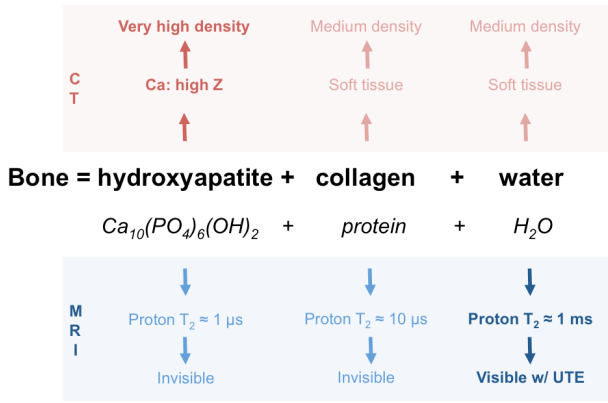 Very high density Medium density Medium density
C
T
Ca: high Z Soft tissue Soft tissue
Bone = hydroxyapatite + collagen + water
Ca₁₀(PO₄)₆(OH)₂ + protein + H₂O
M
R
I
Proton T₂ ≈ 1 µs Proton T₂ ≈ 10 µs Proton T₂ ≈ 1 ms
Invisible Invisible Visible w/ UTE